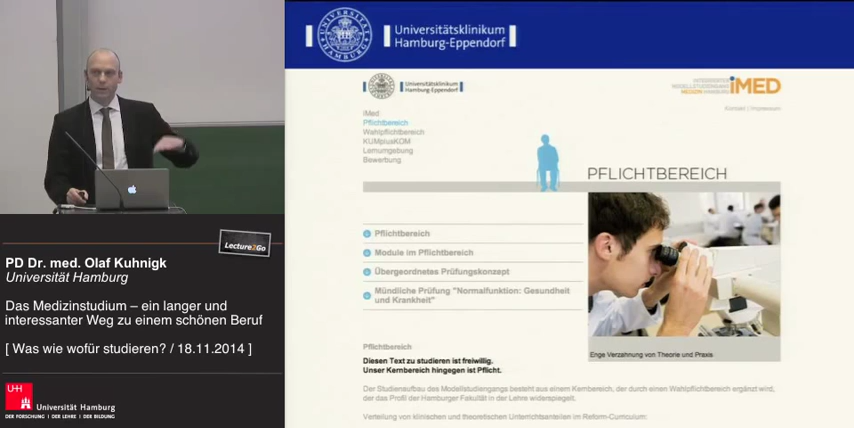 Lecture2Go
PD Dr. med. Olaf Kuhnigk
Universität Hamburg
Das Medizinstudium – ein langer und
interessanter Weg zu einem schönen Beruf
[ Was wie wofür studieren? / 18.11.2014 ]
UHH
Universität Hamburg
DER FORSCHUNG | DER LEHRE | DER BILDUNG
Universitätsklinikum
Hamburg-Eppendorf
Universitätsklinikum
Hamburg-Eppendorf
INTEGRIERTER
MODELLSTUDIENGANG
MEDIZIN HAMBURG
iMED
Kontakt / Impressum
iMed
Pflichtbereich
Wahlpflichtbereich
KUMplusKOM
Lernumgebung
Bewerbung
PFLICHTBEREICH
Pflichtbereich
Module im Pflichtbereich
Übergeordnetes Prüfungskonzept
Mündliche Prüfung "Normalfunktion: Gesundheit
und Krankheit"
Enge Verzahnung von Theorie und Praxis
Pflichtbereich
Diesen Text zu studieren ist freiwillig.
Unser Kernbereich hingegen ist Pflicht.
Der Studienaufbau des Modellstudiengangs besteht aus einem Kernbereich, der durch einen Wahlpflichtbereich ergänzt wird,
der das Profil der Hamburger Fakultät in der Lehre widerspiegelt.
Verteilung von klinischen und theoretischen Unterrichtsanteilen im Reform-Curriculum: